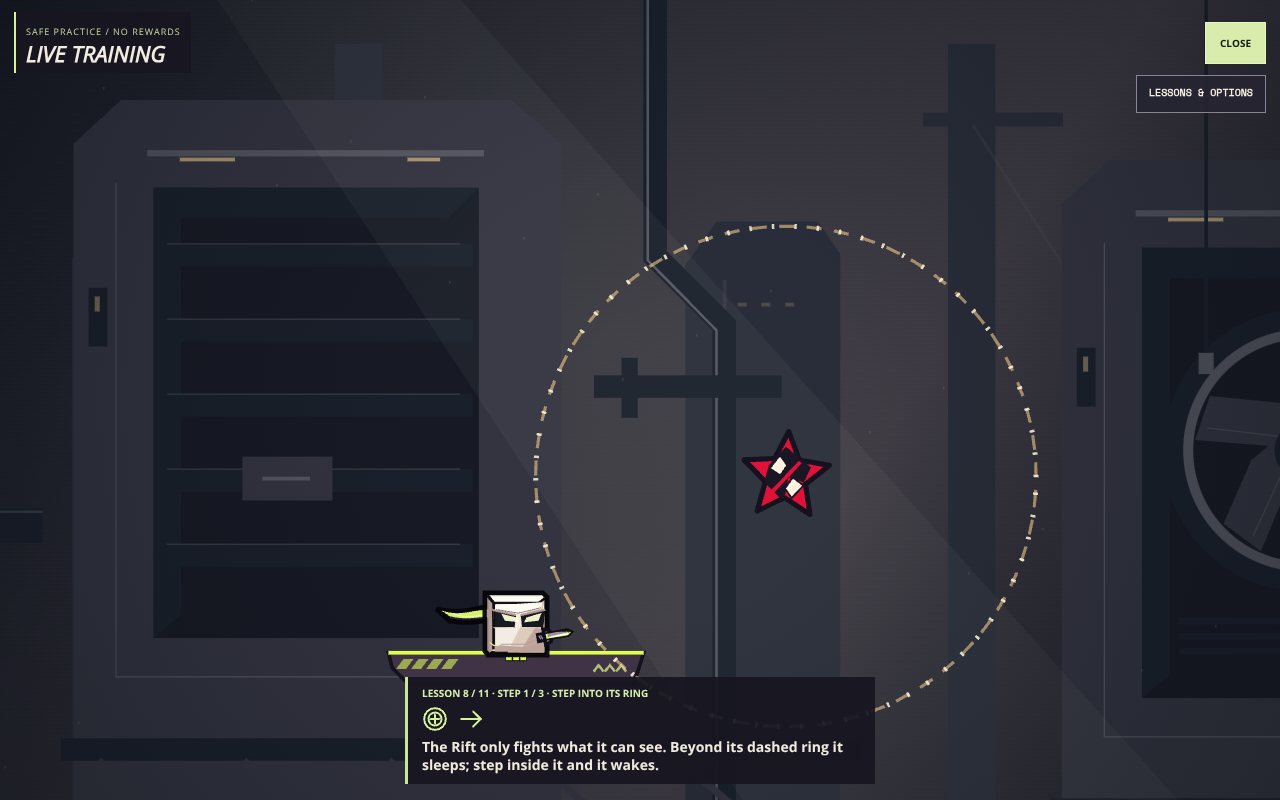 SAFE PRACTICE / NO REWARDS
LIVE TRAINING
CLOSE
LESSONS & OPTIONS
LESSON 8 / 11 · STEP 1 / 3 · STEP INTO ITS RING
The Rift only fights what it can see. Beyond its dashed ring it
sleeps; step inside it and it wakes.